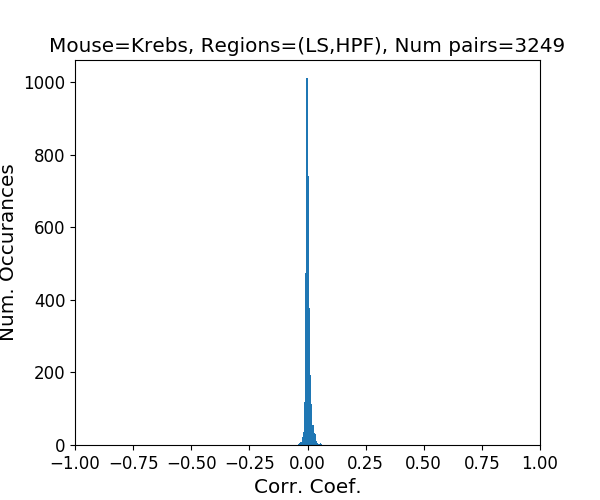 Mouse=Krebs, Regions=(LS,HPF), Num pairs=3249
Num. Occurances
1000
800
600
400
200
0
−1.00 −0.75 −0.50 −0.25 0.00 0.25 0.50 0.75 1.00
Corr. Coef.